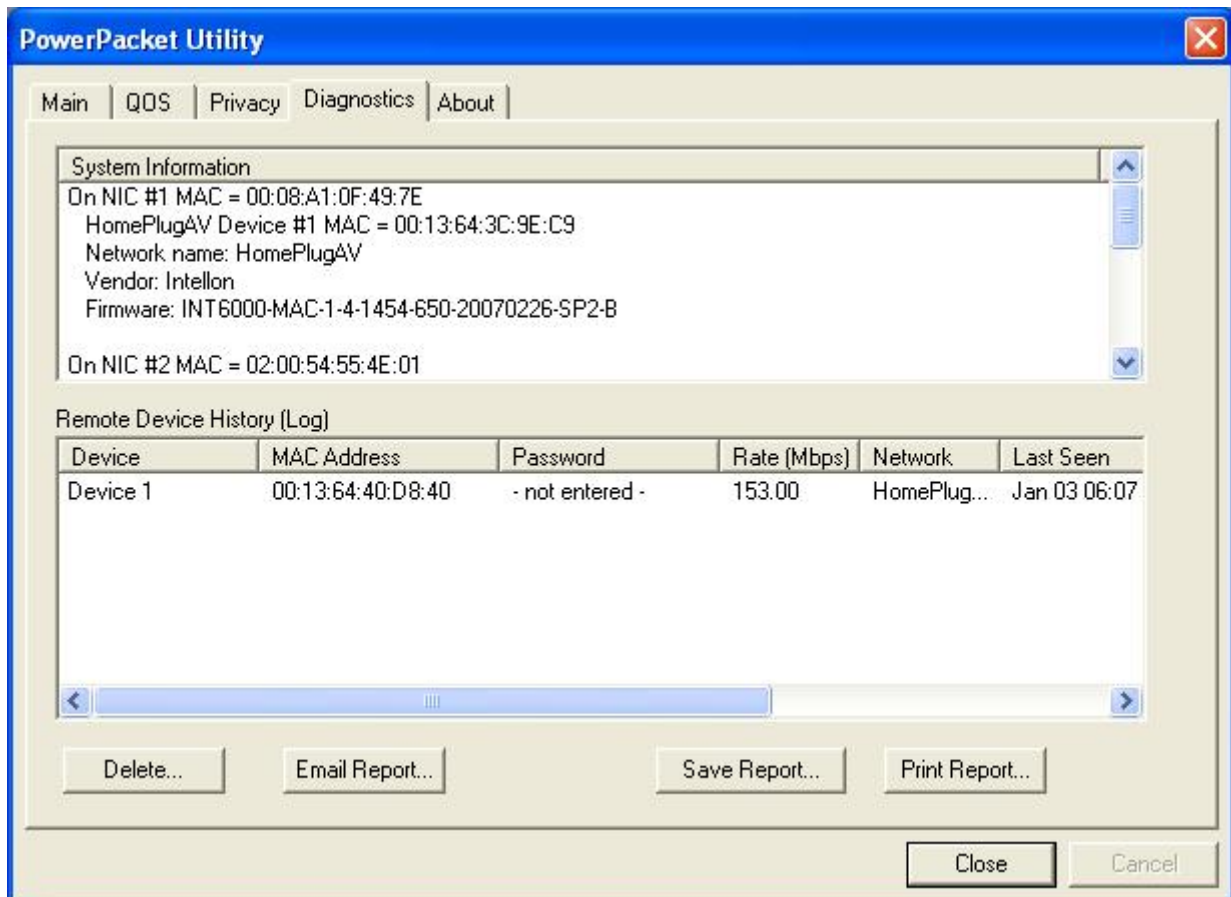 PowerPacket Utility
Main QOS Privacy Diagnostics About
System Information
On NIC #1 MAC = 00:08:A1:0F:49:7E
HomePlugAV Device #1 MAC = 00:13:64:3C:9E:C9
Network name: HomePlugAV
Vendor: Intellon
Firmware: INT6000-MAC-1-4-1454-650-20070226-SP2-B
On NIC #2 MAC = 02:00:54:55:4E:01
Remote Device History (Log)
Device MAC Address Password Rate (Mbps) Network Last Seen
Device 1 00:13:64:40:D8:40 - not entered - 153.00 HomePlug... Jan 03 06:07
Delete... Email Report... Save Report... Print Report...
Close Cancel